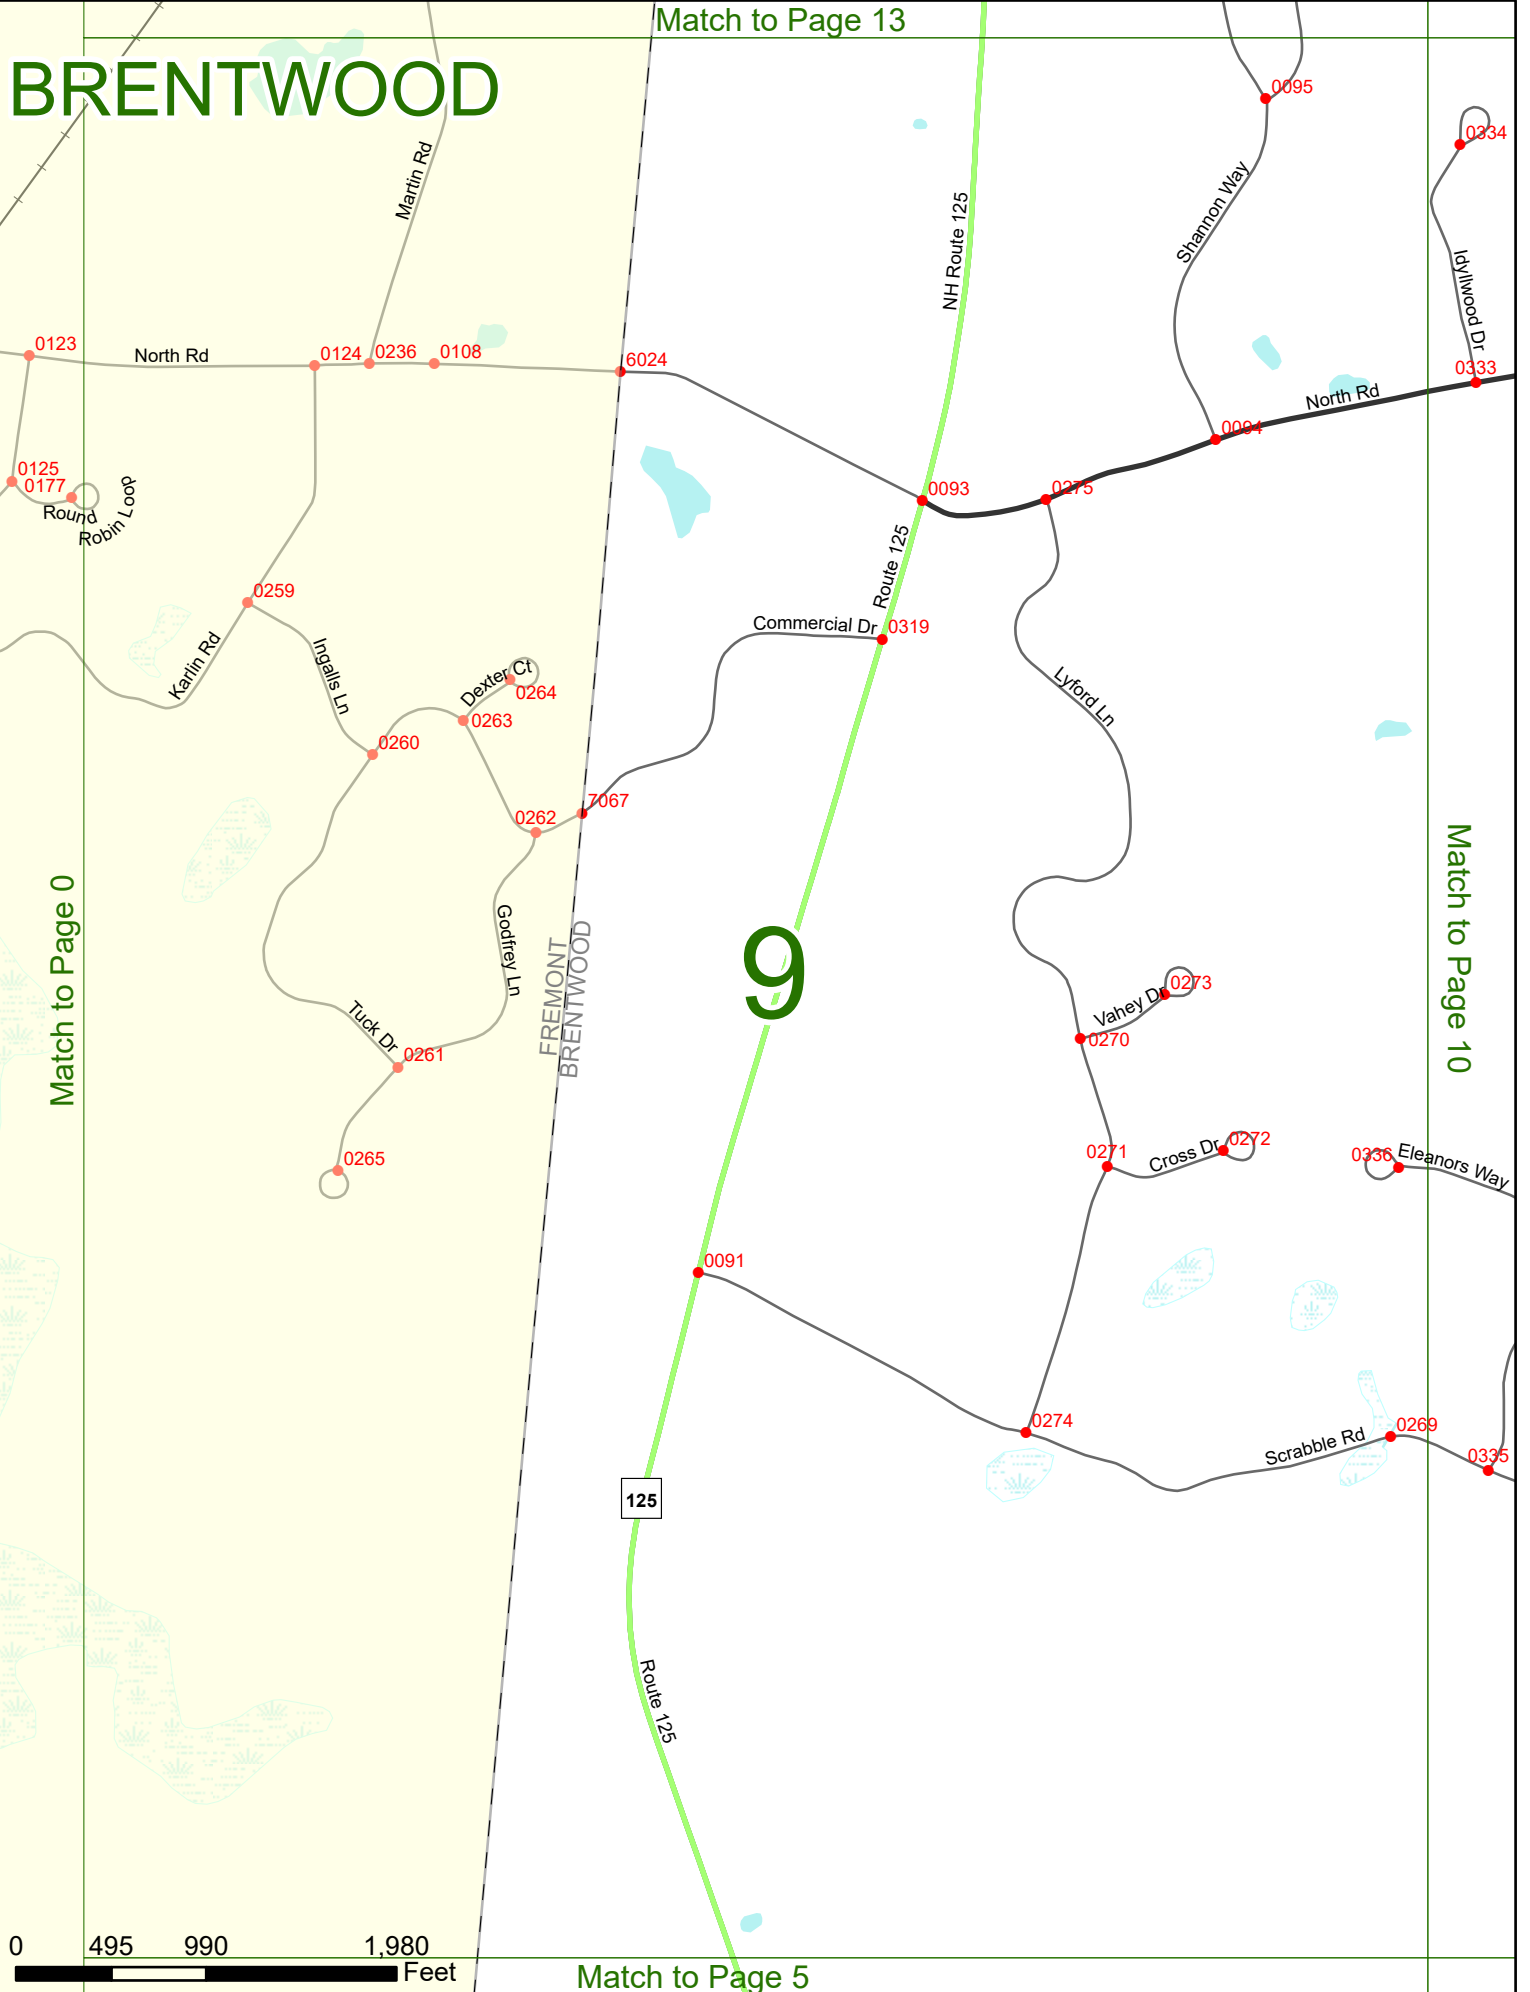 Match to Page 13
BRENTWOOD
0095
0334
Martin Rd
Shannon Way
NH Route 125
Idyllwood Dr
0123
North Rd
0124
0236
0108
6024
0333
North Rd
0094
0125
0177
Round
Robin Loop
0093
0275
Route 125
0259
Commercial Dr
0319
Karlin Rd
Ingalls Ln
Dexter Ct
0264
0263
0260
Lyford Ln
7067
0262
Match to Page 0
Match to Page 10
Godfrey Ln
FREMONT
BRENTWOOD
9
0273
Vahey Dr
0270
Tuck Dr
0261
0265
0271
Cross Dr
0272
0336
Eleanors Way
0091
0274
Scrabble Rd
0269
0335
125
Route 125
0 495 990 1,980
Feet
Match to Page 5